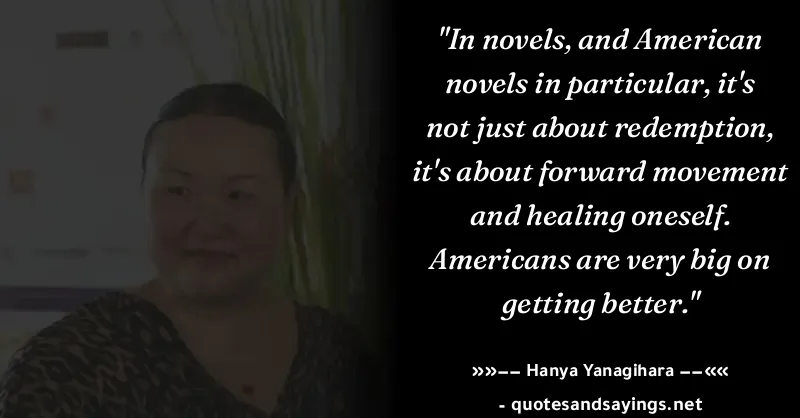 "In novels, and American
novels in particular, it's
not just about redemption,
it's about forward movement
and healing oneself.
Americans are very big on
getting better."
»»−− Hanya Yanagihara −−««
- quotesandsayings.net